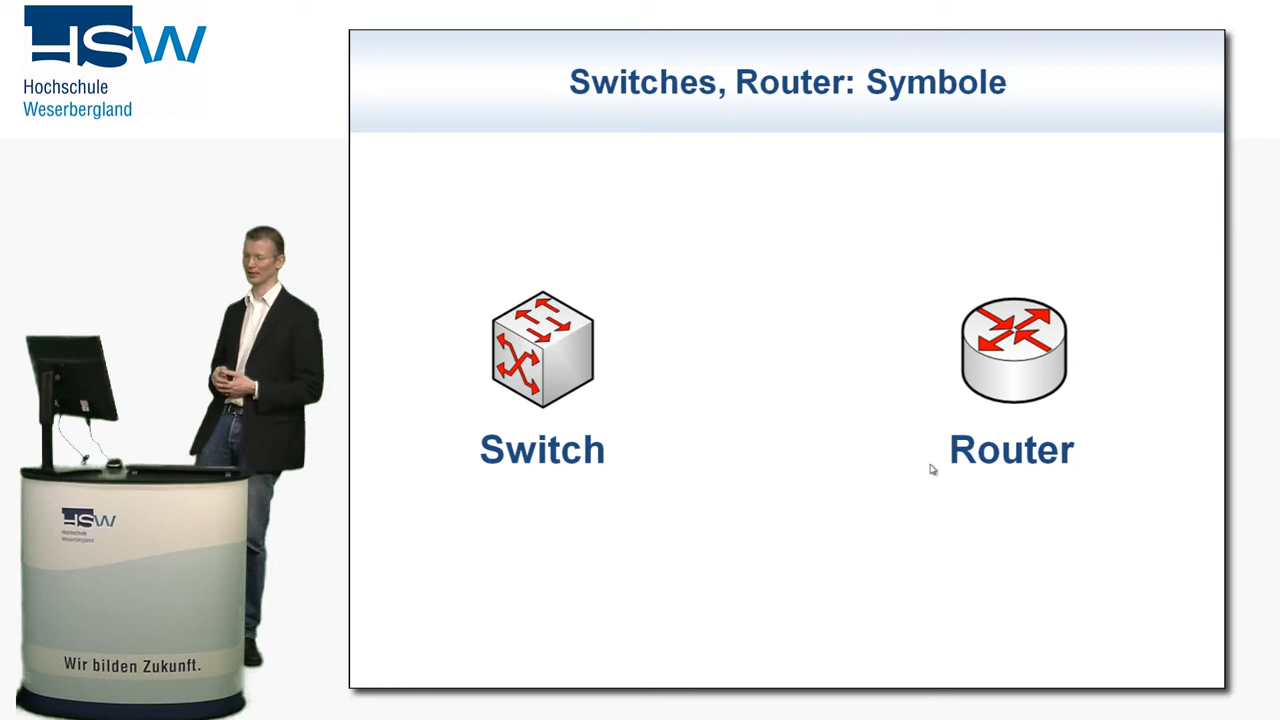 HSW
Hochschule
Weserbergland
Switches, Router: Symbole
Switch
Router
HSW
Hochschule
Weserbergland
Wir bilden Zukunft.